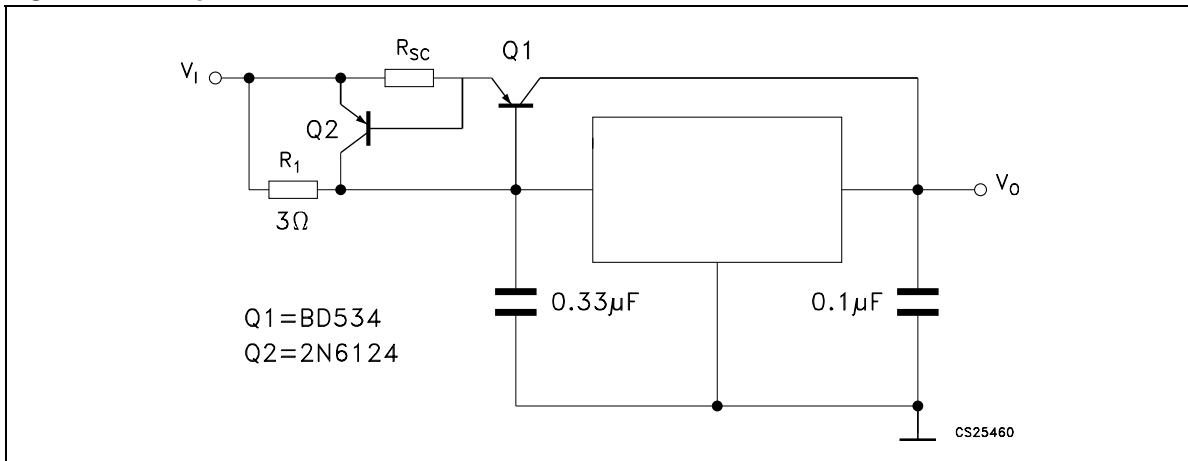 R_SC
Q1
V_I
Q2
R_1
3Ω
V_O
0.33µF
0.1µF
Q1=BD534
Q2=2N6124
CS25460